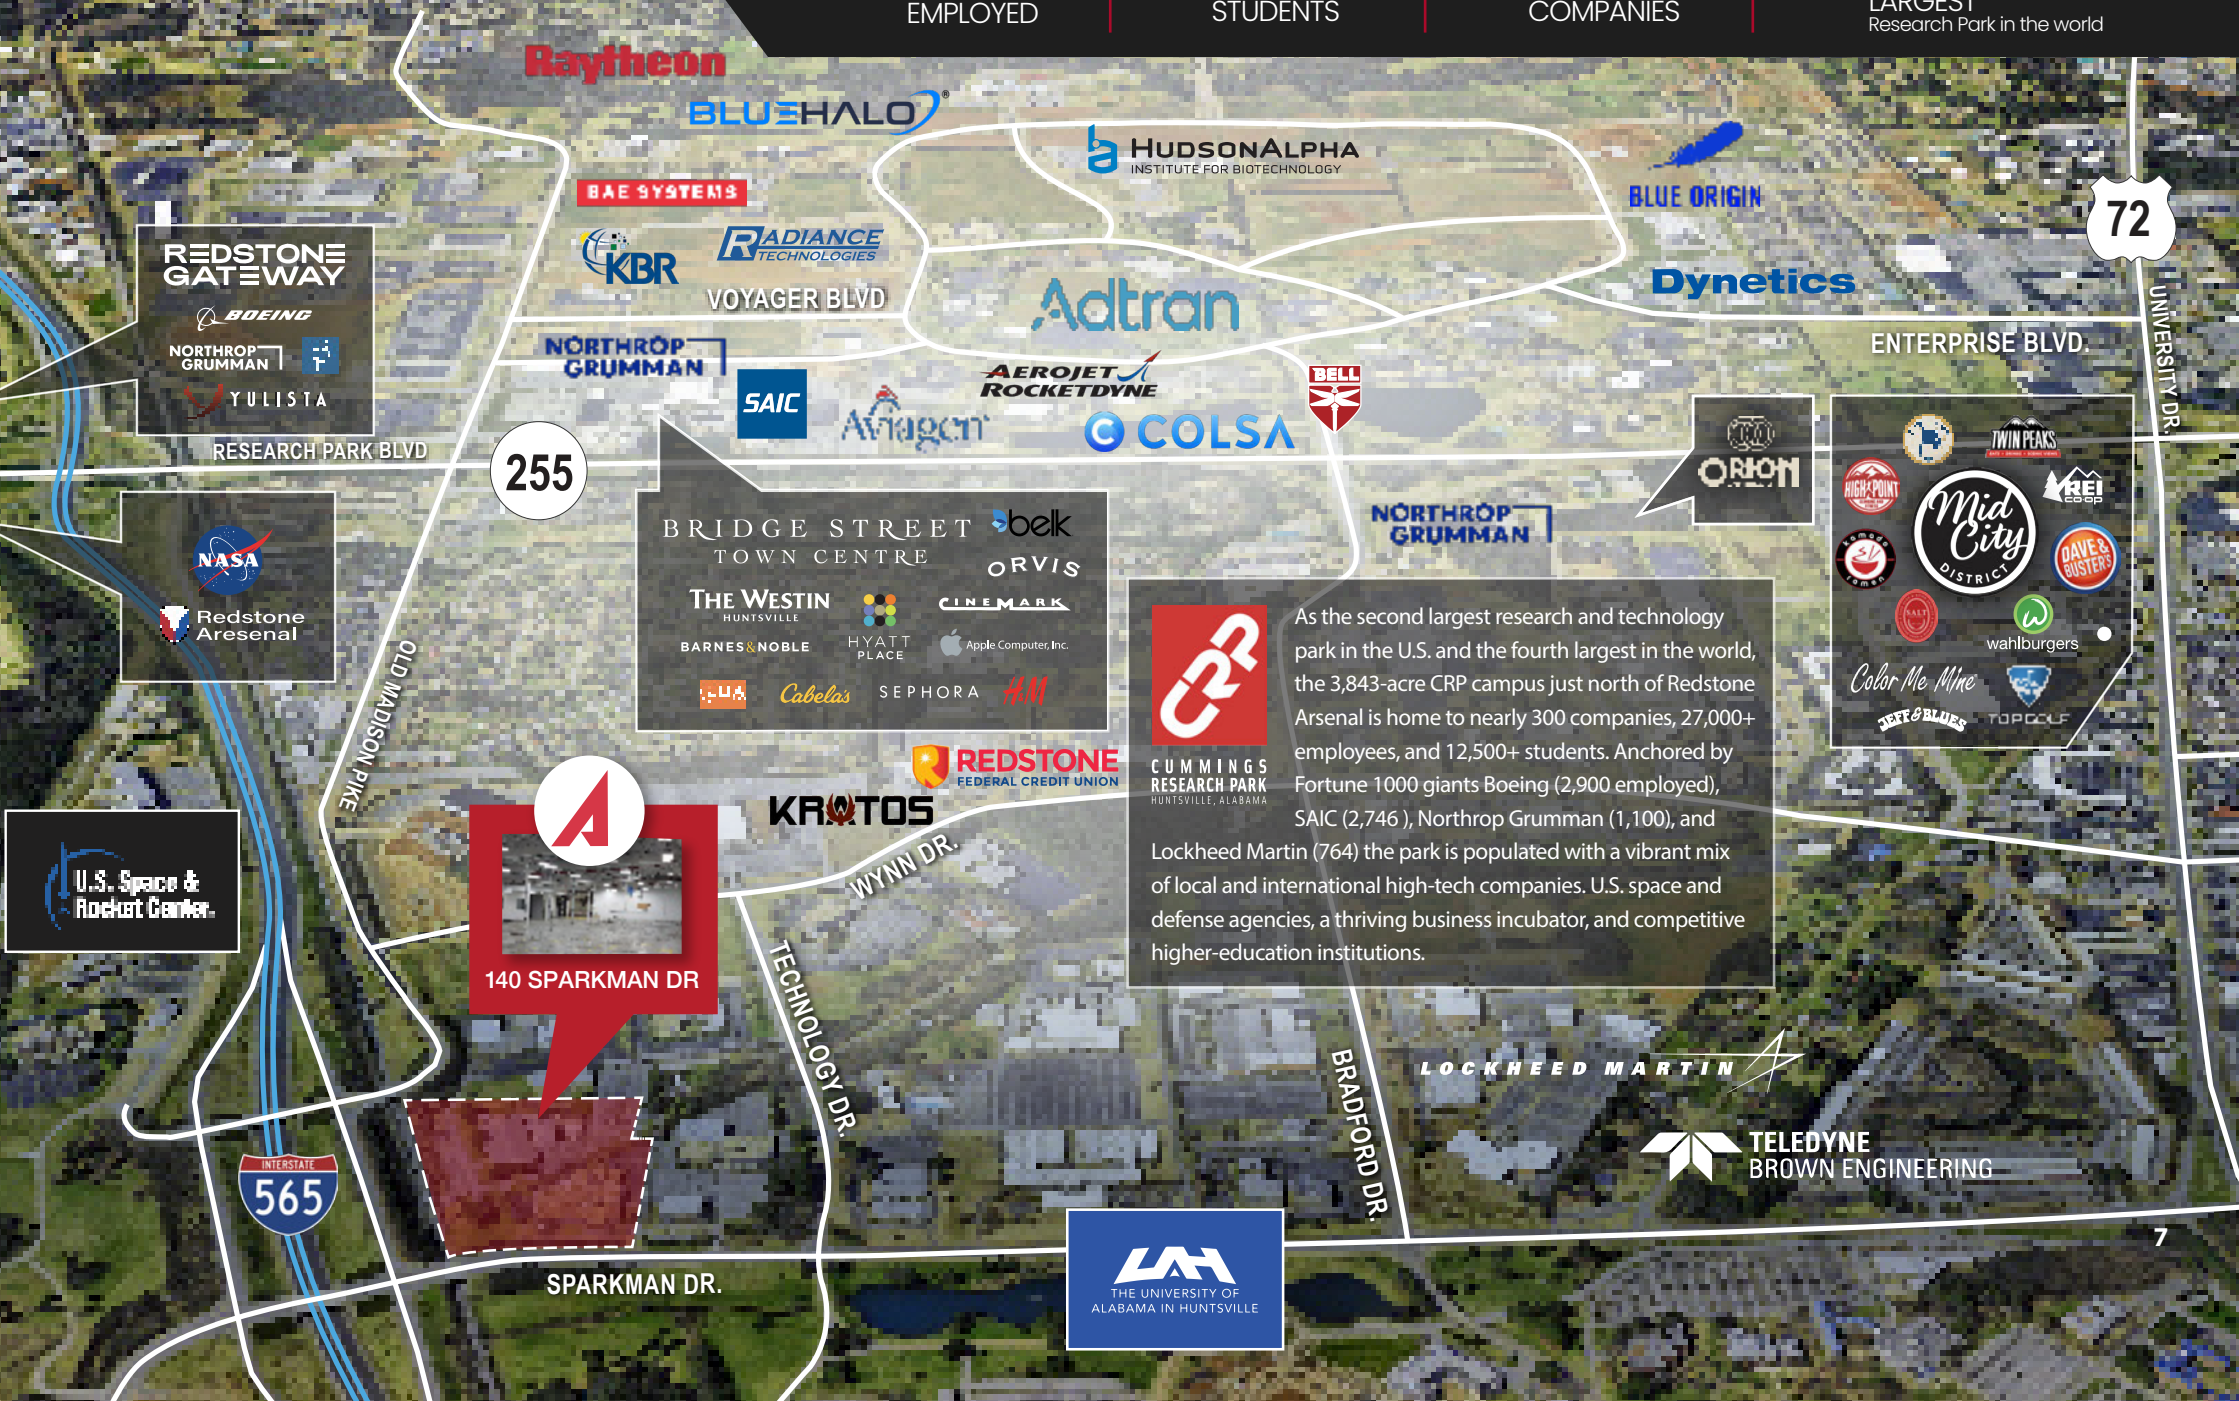 EMPLOYED
STUDENTS
COMPANIES
LARGEST
Research Park in the world
Raytheon
BLUEHALO®
HUDSONALPHA
INSTITUTE FOR BIOTECHNOLOGY
BLUE ORIGIN
BAE SYSTEMS
KBR
RADIANCE
TECHNOLOGIES
72
REDSTONE
GATEWAY
BOEING
NORTHROP
GRUMMAN
YULISTA
VOYAGER BLVD
Adtran
Dynetics
UNIVERSITY DR.
ENTERPRISE BLVD.
NORTHROP
GRUMMAN
SAIC
Aviagen
AEROJET
ROCKETDYNE
COLSA
BELL
RESEARCH PARK BLVD
255
ORION
TWIN PEAKS
HIGH POINT
REI
CO-OP
Mid
City
DISTRICT
kamado
ramen
DAVE &
BUSTER'S
SALT
wahlburgers
Color Me Mine
JEFF & BLUES
TOPGOLF
NASA
Redstone
Aresenal
BRIDGE STREET
TOWN CENTRE
belk
ORVIS
THE WESTIN
HUNTSVILLE
CINEMARK
BARNES&NOBLE
HYATT
PLACE
Apple Computer, Inc.
Cabela's
SEPHORA
H&M
NORTHROP
GRUMMAN
OLD MADISON PIKE
REDSTONE
FEDERAL CREDIT UNION
KRATOS
WYNN DR.
CRP
CUMMINGS
RESEARCH PARK
HUNTSVILLE, ALABAMA
As the second largest research and technology
park in the U.S. and the fourth largest in the world,
the 3,843-acre CRP campus just north of Redstone
Arsenal is home to nearly 300 companies, 27,000+
employees, and 12,500+ students. Anchored by
Fortune 1000 giants Boeing (2,900 employed),
SAIC (2,746 ), Northrop Grumman (1,100), and
Lockheed Martin (764) the park is populated with a vibrant mix
of local and international high-tech companies. U.S. space and
defense agencies, a thriving business incubator, and competitive
higher-education institutions.
U.S. Space &
Rocket Center.
140 SPARKMAN DR
TECHNOLOGY DR.
BRADFORD DR.
LOCKHEED MARTIN
TELEDYNE
BROWN ENGINEERING
INTERSTATE
565
SPARKMAN DR.
UAH
THE UNIVERSITY OF
ALABAMA IN HUNTSVILLE
7